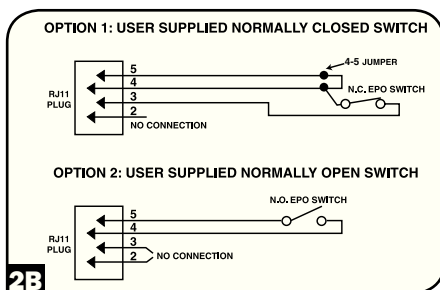 OPTION 1: USER SUPPLIED NORMALLY CLOSED SWITCH
4-5 JUMPER
5
4
N.C. EPO SWITCH
RJ11
PLUG
3
2
NO CONNECTION
OPTION 2: USER SUPPLIED NORMALLY OPEN SWITCH
N.O. EPO SWITCH
5
4
RJ11
PLUG
3
2
NO CONNECTION
2B